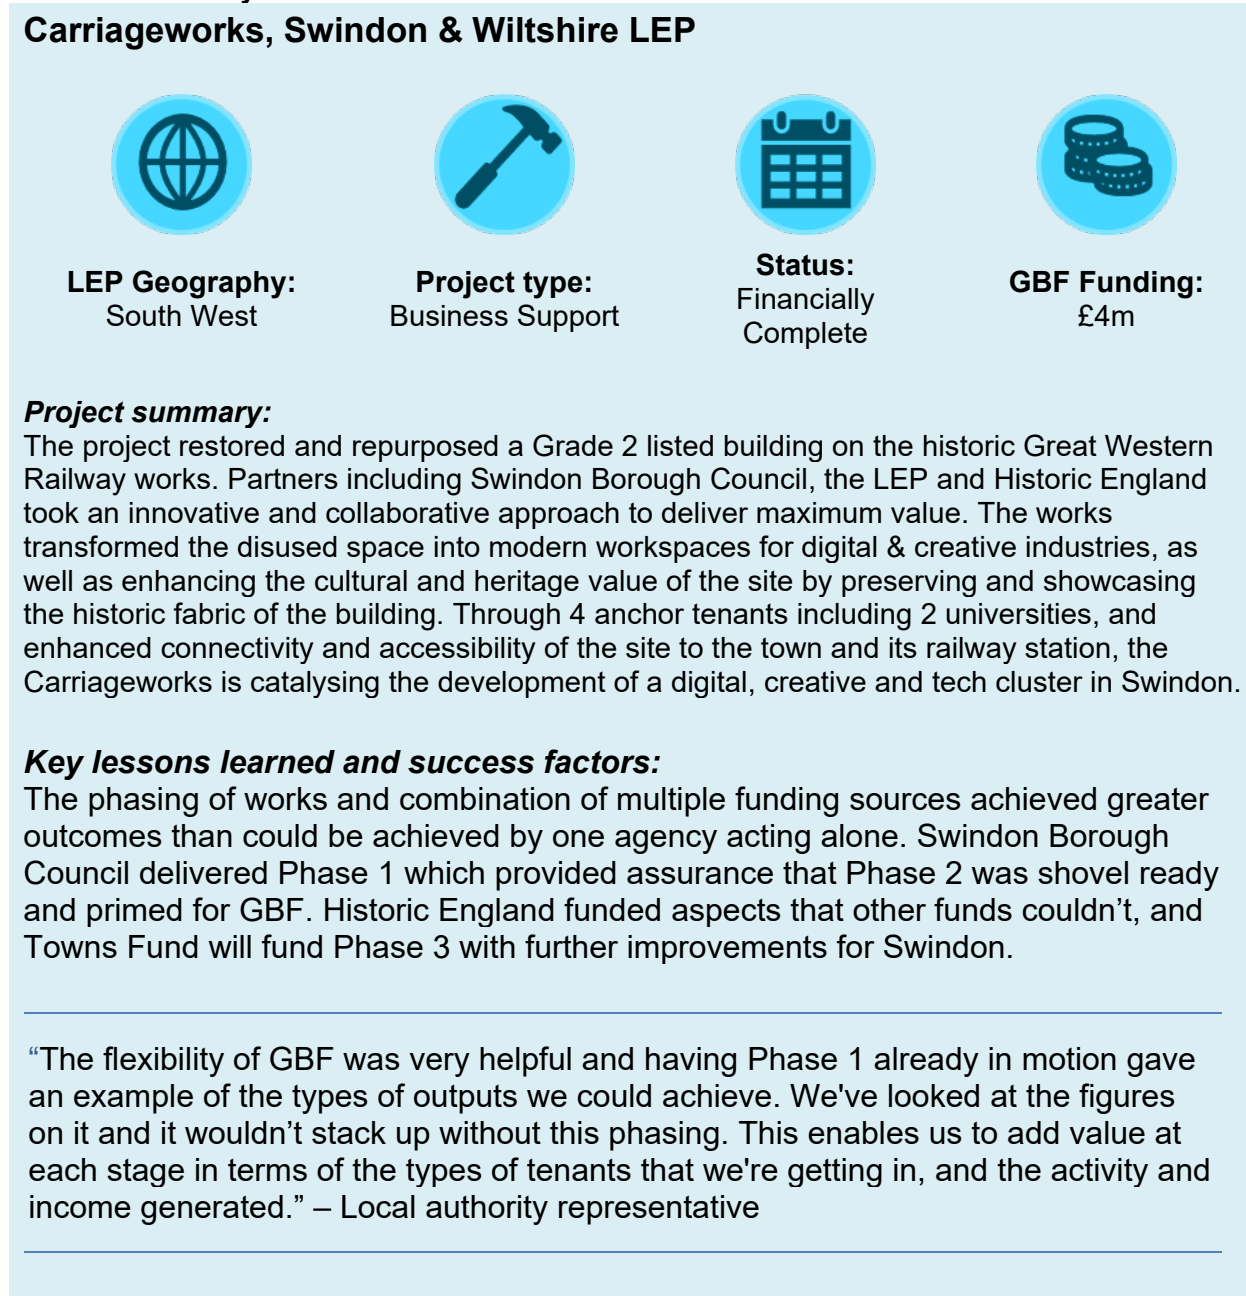 Carriageworks, Swindon & Wiltshire LEP
LEP Geography:
South West
Project type:
Business Support
Status:
Financially
Complete
GBF Funding:
£4m
Project summary:
The project restored and repurposed a Grade 2 listed building on the historic Great Western
Railway works. Partners including Swindon Borough Council, the LEP and Historic England
took an innovative and collaborative approach to deliver maximum value. The works
transformed the disused space into modern workspaces for digital & creative industries, as
well as enhancing the cultural and heritage value of the site by preserving and showcasing
the historic fabric of the building. Through 4 anchor tenants including 2 universities, and
enhanced connectivity and accessibility of the site to the town and its railway station, the
Carriageworks is catalysing the development of a digital, creative and tech cluster in Swindon.
Key lessons learned and success factors:
The phasing of works and combination of multiple funding sources achieved greater
outcomes than could be achieved by one agency acting alone. Swindon Borough
Council delivered Phase 1 which provided assurance that Phase 2 was shovel ready
and primed for GBF. Historic England funded aspects that other funds couldn’t, and
Towns Fund will fund Phase 3 with further improvements for Swindon.
“The flexibility of GBF was very helpful and having Phase 1 already in motion gave
an example of the types of outputs we could achieve. We've looked at the figures
on it and it wouldn’t stack up without this phasing. This enables us to add value at
each stage in terms of the types of tenants that we're getting in, and the activity and
income generated.” – Local authority representative